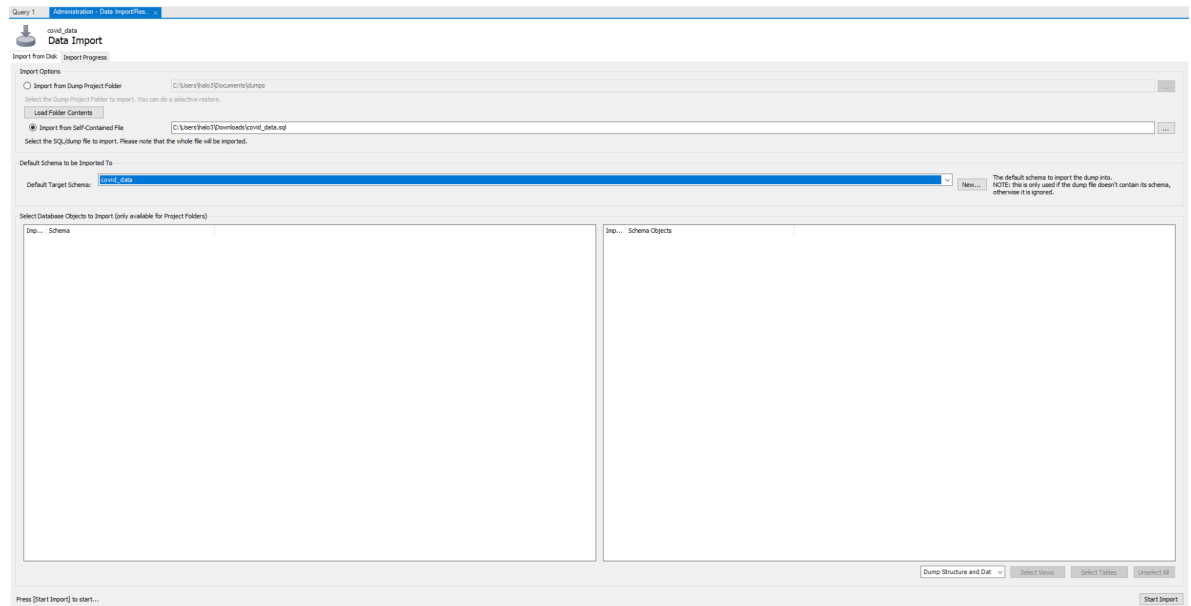 Query 1
Administration - Data Import/Res...
covid_data
Data Import
Import from Disk
Import Progress
Import Options
Import from Dump Project Folder
C:\Users\halo3\Documents\dumps
...
Select the Dump Project Folder to import. You can do a selective restore.
Load Folder Contents
Import from Self-Contained File
C:\Users\halo3\Downloads\covid_data.sql
...
Select the SQL/dump file to import. Please note that the whole file will be imported.
Default Schema to be Imported To
Default Target Schema:
covid_data
New...
The default schema to import the dump into.
NOTE: this is only used if the dump file doesn't contain its schema,
otherwise it is ignored.
Select Database Objects to Import (only available for Project Folders)
Imp... Schema
Imp... Schema Objects
Dump Structure and Dat
Select Views
Select Tables
Unselect All
Press [Start Import] to start...
Start Import